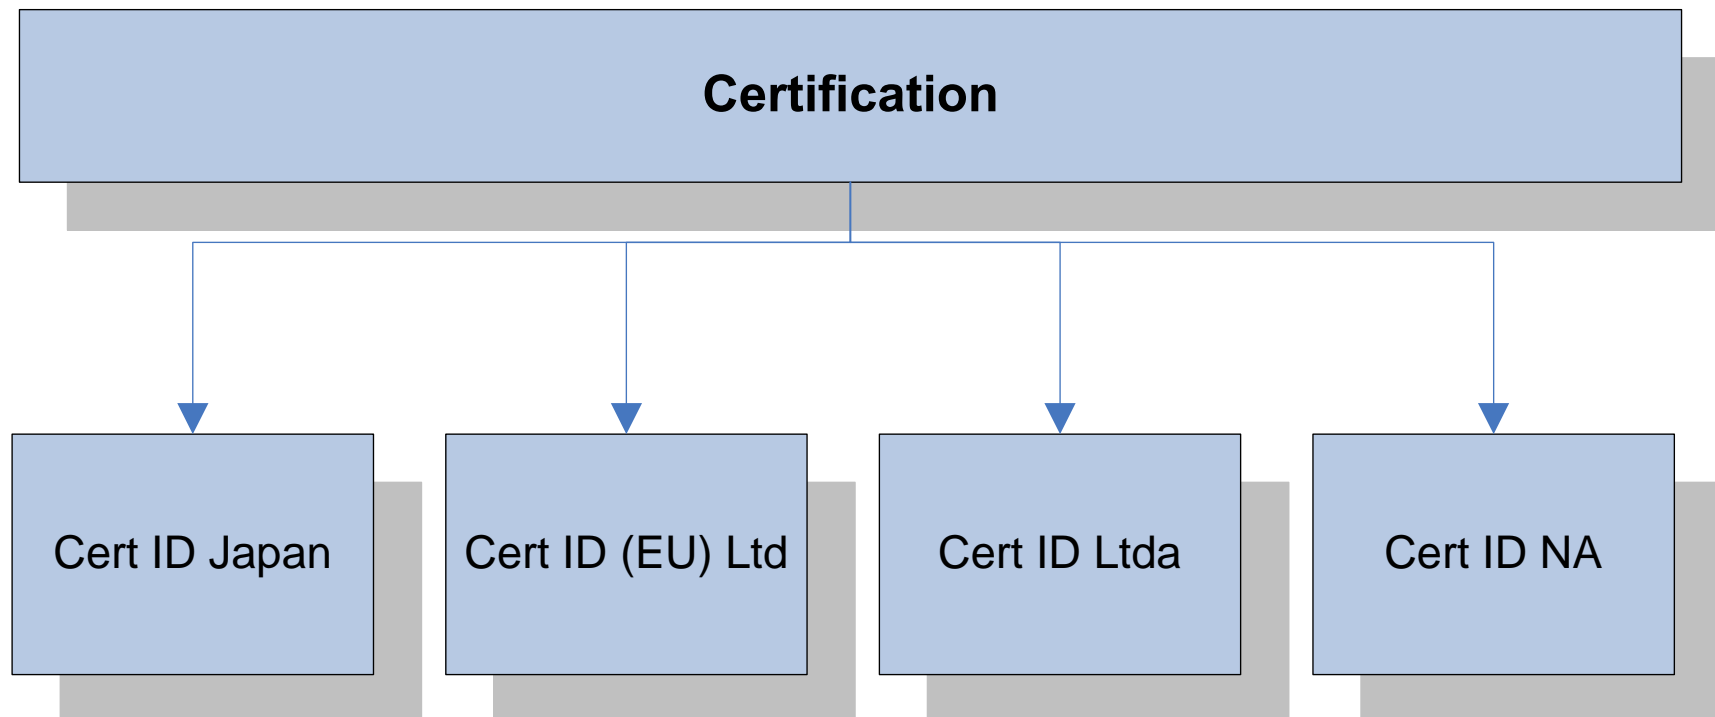 Certification
Cert ID Japan
Cert ID (EU) Ltd
Cert ID Ltda
Cert ID NA